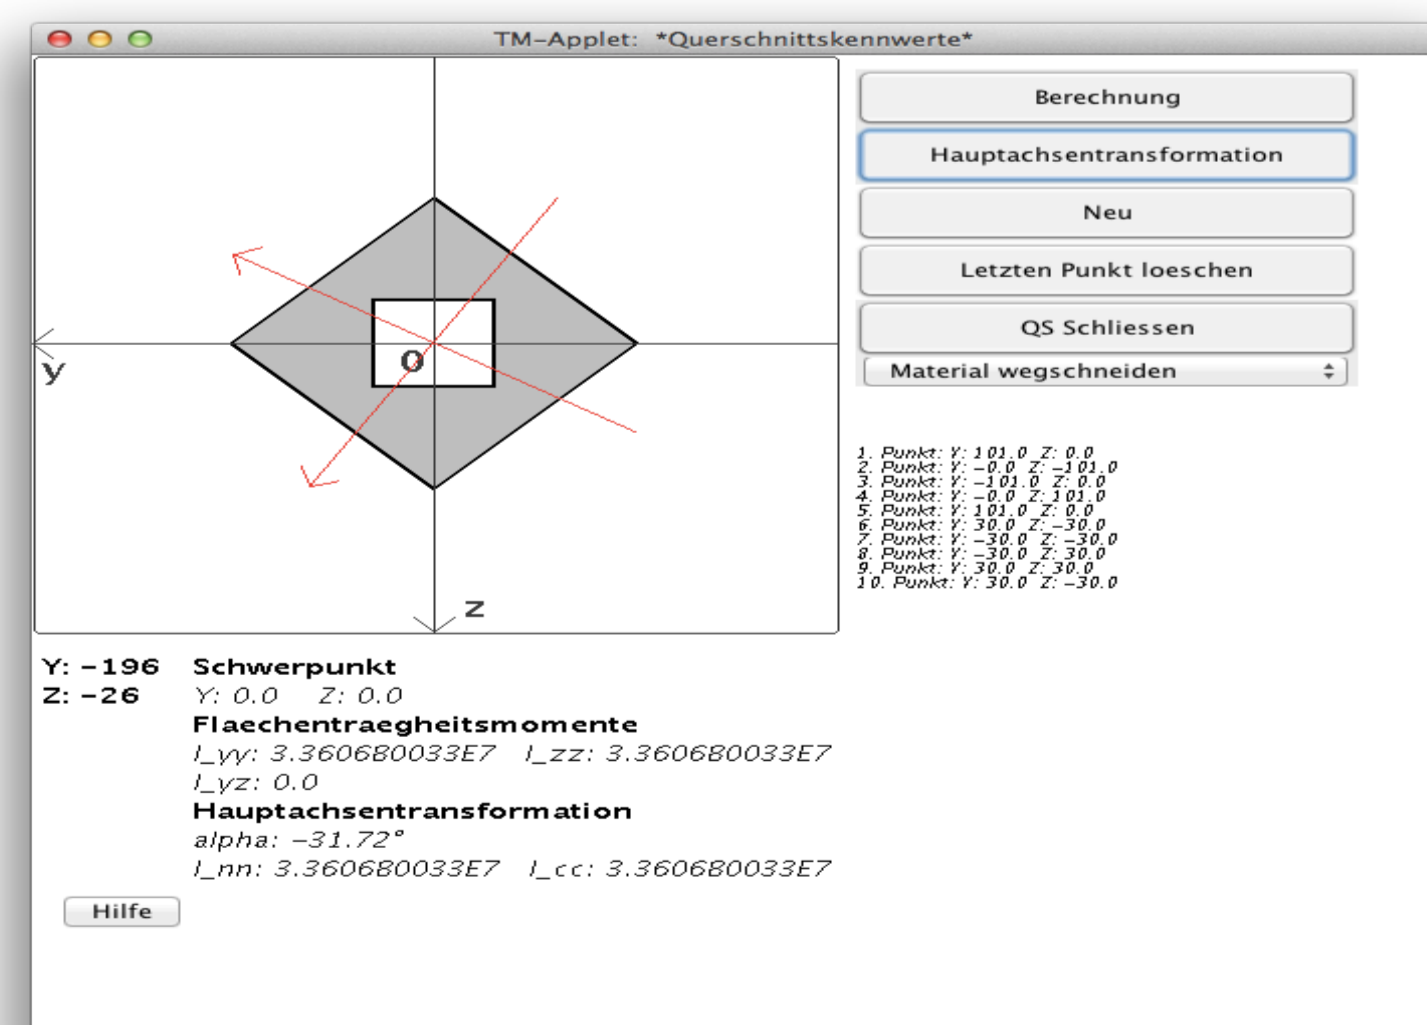 TM-Applet: *Querschnittskennwerte*
Berechnung
Hauptachsentransformation
Neu
Letzten Punkt loeschen
QS Schliessen
Material wegschneiden
0
y
z
1. Punkt: Y: 101.0 Z: 0.0
2. Punkt: Y: -0.0 Z: -101.0
3. Punkt: Y: -101.0 Z: 0.0
4. Punkt: Y: -0.0 Z: 101.0
5. Punkt: Y: 101.0 Z: 0.0
6. Punkt: Y: 30.0 Z: -30.0
7. Punkt: Y: -30.0 Z: -30.0
8. Punkt: Y: -30.0 Z: 30.0
9. Punkt: Y: 30.0 Z: 30.0
10. Punkt: Y: 30.0 Z: -30.0
Y: -196 Schwerpunkt
Z: -26 Y: 0.0 Z: 0.0
Flaechentraegheitsmomente
I_yy: 3.360680033E7 I_zz: 3.360680033E7
I_yz: 0.0
Hauptachsentransformation
alpha: -31.72°
I_nn: 3.360680033E7 I_cc: 3.360680033E7
Hilfe